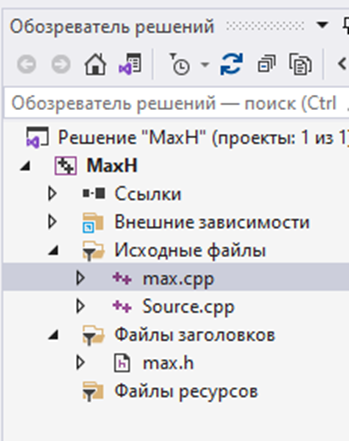 Обозреватель решений
Обозреватель решений — поиск (Ctrl
Решение "MaxH" (проекты: 1 из 1)
MaxH
Ссылки
Внешние зависимости
Исходные файлы
max.cpp
Source.cpp
Файлы заголовков
max.h
Файлы ресурсов